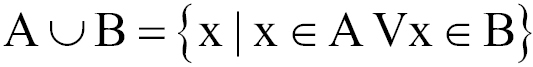 A ∪ B = {x | x ∈ A Vx ∈ B}